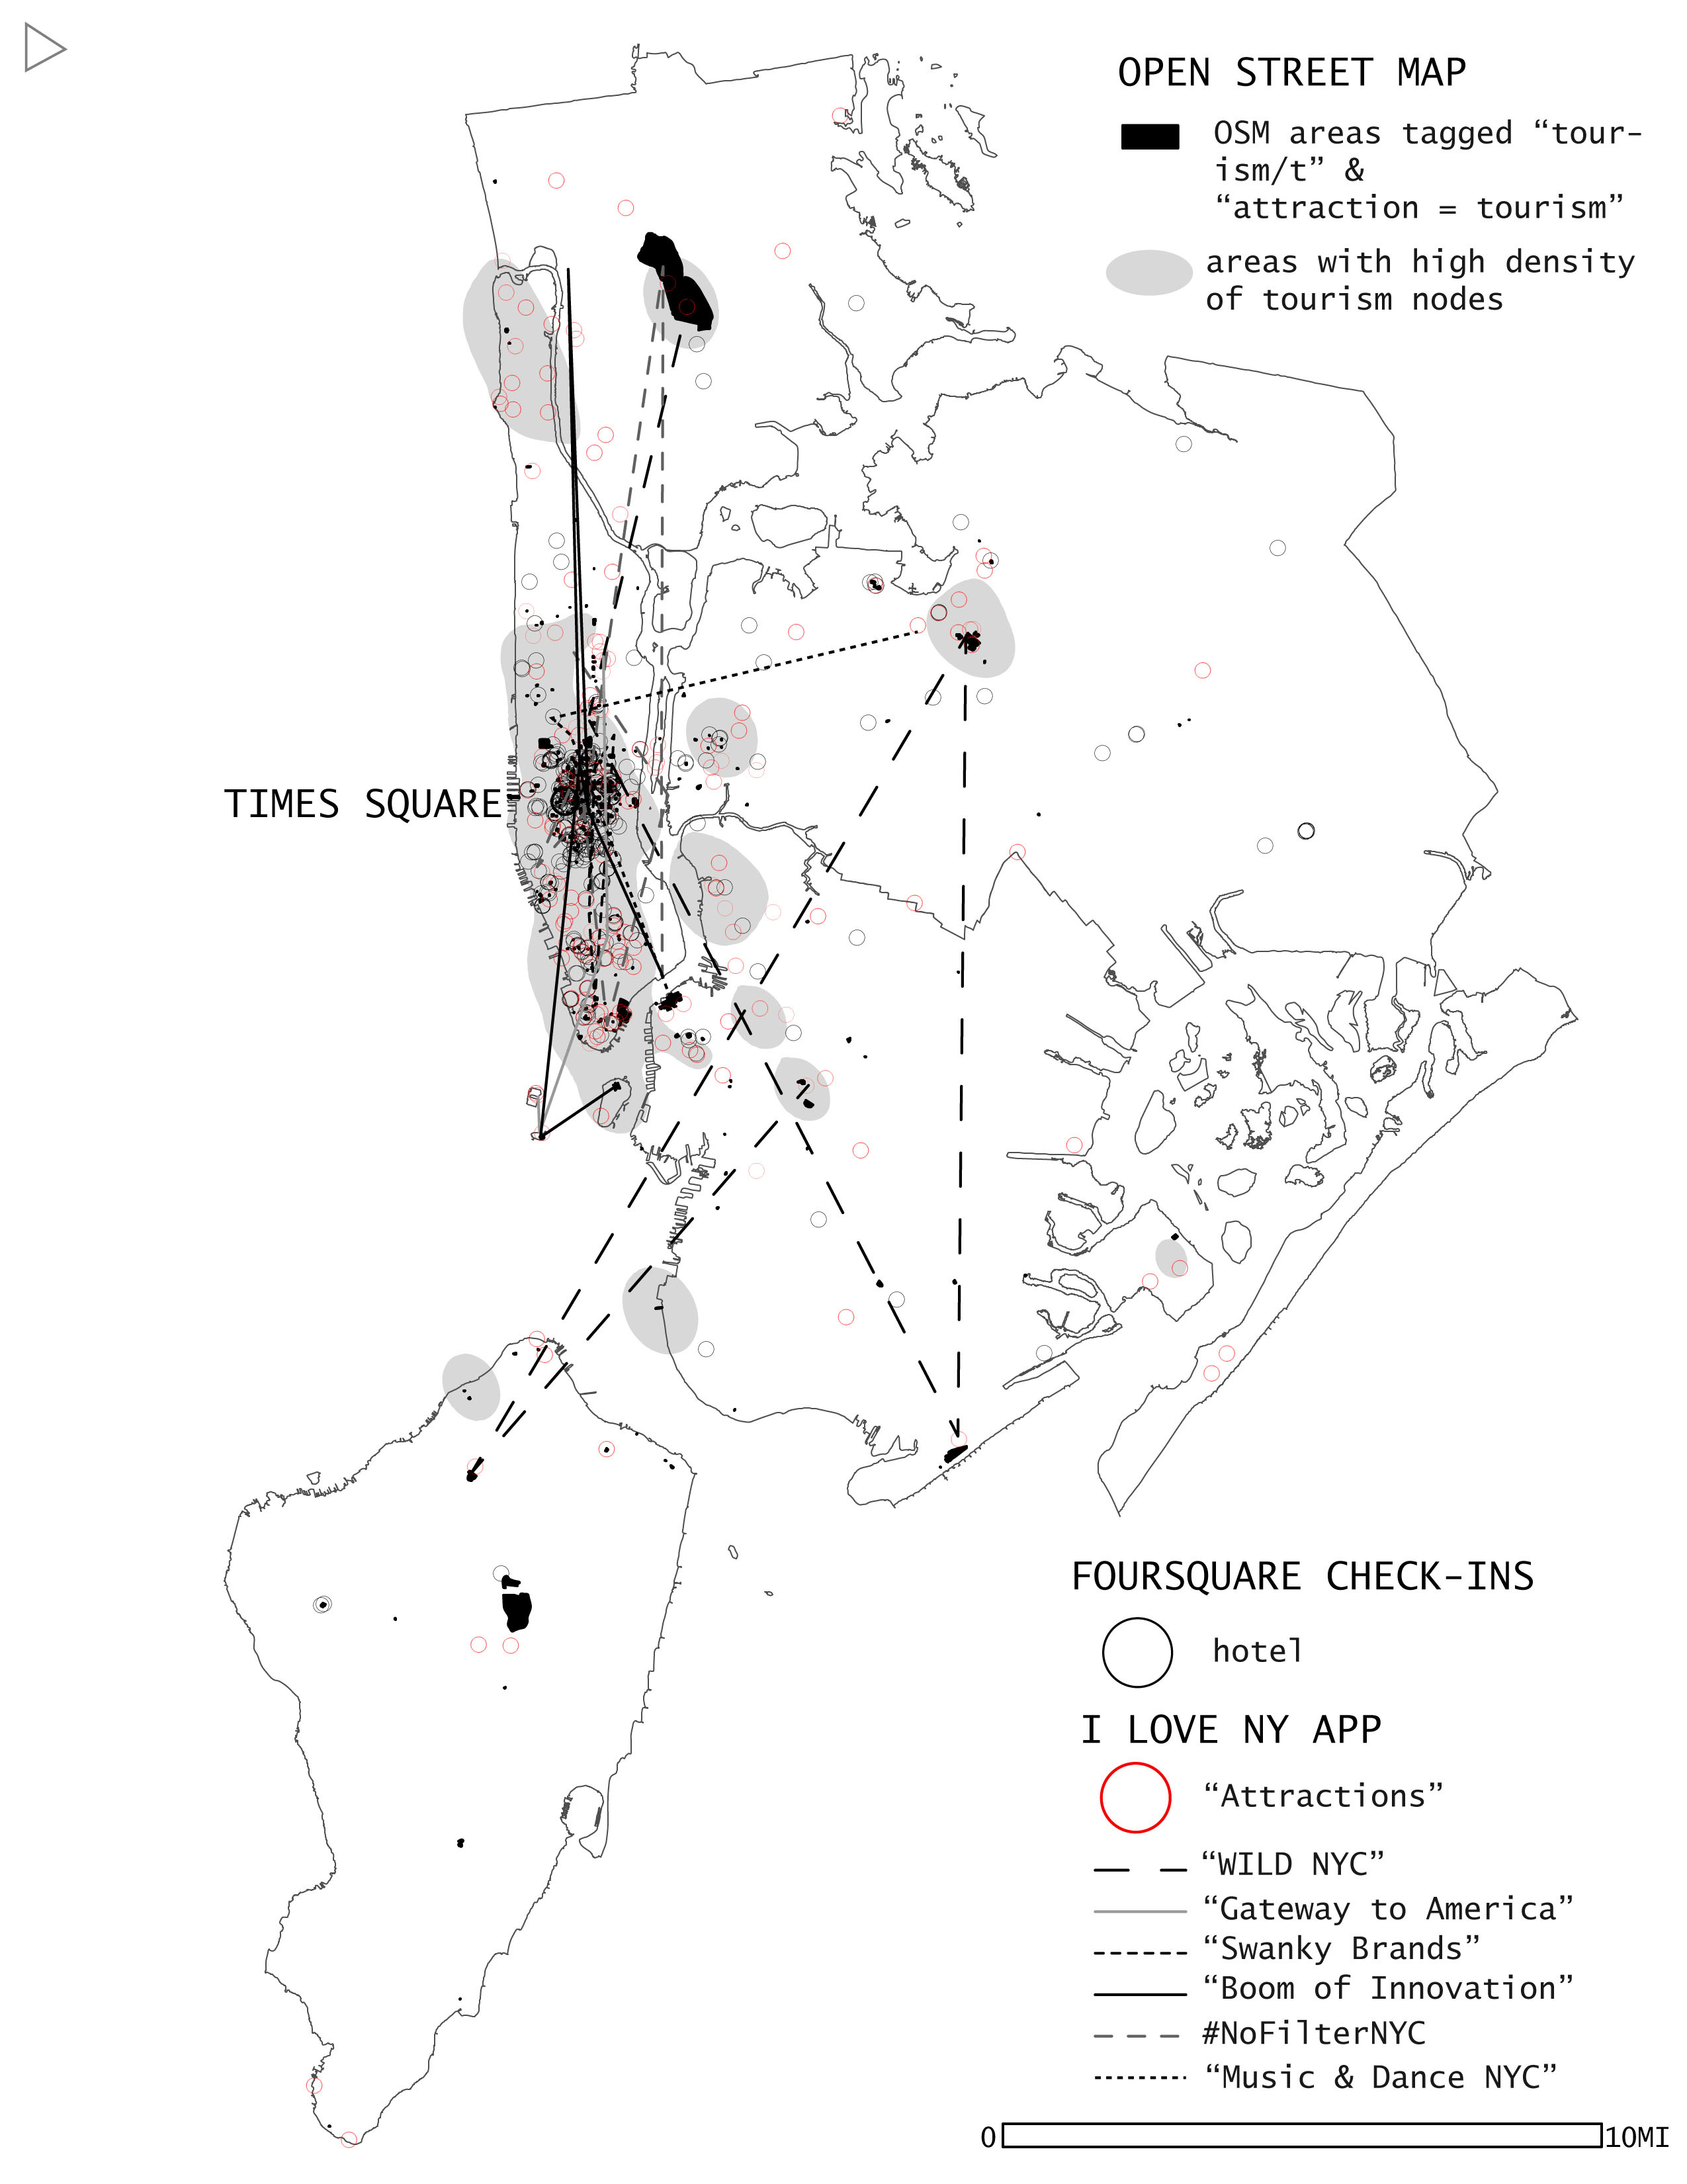 OPEN STREET MAP
OSM areas tagged “tour-
ism/t” &
“attraction = tourism”
areas with high density
of tourism nodes
TIMES SQUARE
FOURSQUARE CHECK-INS
hotel
I LOVE NY APP
“Attractions”
“WILD NYC”
“Gateway to America”
“Swanky Brands”
“Boom of Innovation”
#NoFilterNYC
“Music & Dance NYC”
0 10MI